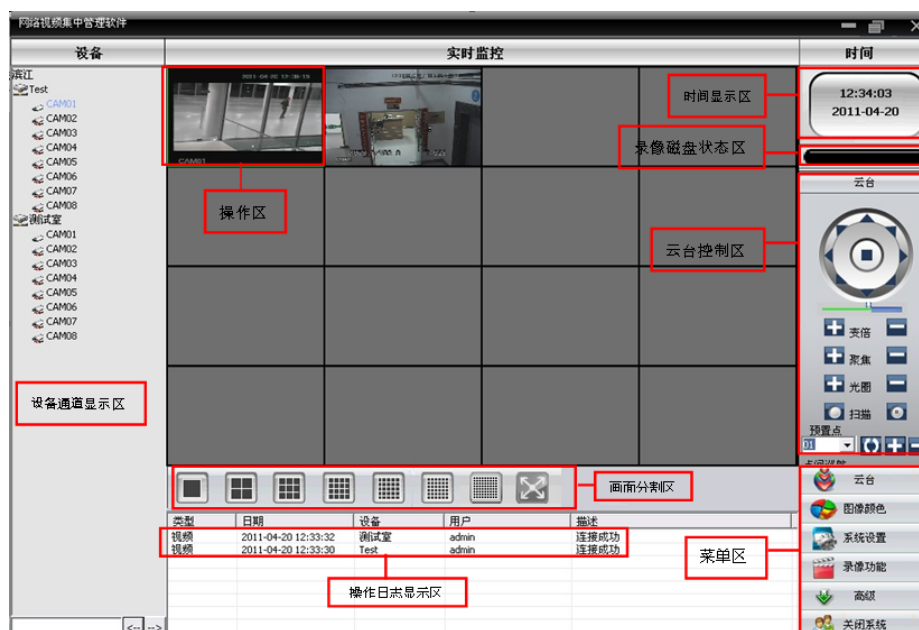 网络视频集中管理软件
设备
实时监控
时间
滨江
Test
CAM01
CAM02
CAM03
CAM04
CAM05
CAM06
CAM07
CAM08
测试室
CAM01
CAM02
CAM03
CAM04
CAM05
CAM06
CAM07
CAM08
设备通道显示区
CAM01
操作区
时间显示区
12:34:03
2011-04-20
录像磁盘状态区
云台
云台控制区
变倍
聚焦
光圈
扫描
预置点
01
画面分割区
类型 日期 设备 用户 描述
视频 2011-04-20 12:33:32 测试室 admin 连接成功
视频 2011-04-20 12:33:30 Test admin 连接成功
操作日志显示区
菜单区
云台
图像颜色
系统设置
录像功能
高级
关闭系统
<-- -->